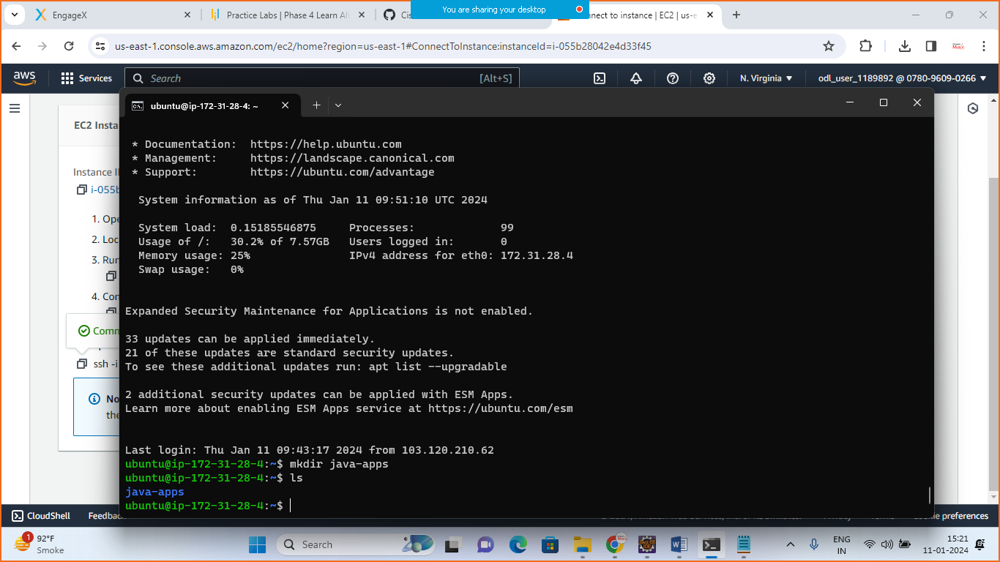 You are sharing your desktop
EngageX
Practice Labs | Phase 4 Learn Al
Cis
nnect to instance | EC2 | us-e
us-east-1.console.aws.amazon.com/ec2/home?region=us-east-1#ConnectToInstance:instanceId=i-055b28042e4d33f45
aws
Services
Search
[Alt+S]
N. Virginia
odl_user_1189892 @ 0780-9609-0266
ubuntu@ip-172-31-28-4: ~
EC2 Insta
Instance I
i-055b
1. Ope
2. Loc
3. Run
4. Con
Comm
ssh -i
No
the
* Documentation:  https://help.ubuntu.com
* Management:     https://landscape.canonical.com
* Support:        https://ubuntu.com/advantage
System information as of Thu Jan 11 09:51:10 UTC 2024
System load:  0.15185546875     Processes:             99
Usage of /:   30.2% of 7.57GB   Users logged in:       0
Memory usage: 25%               IPv4 address for eth0: 172.31.28.4
Swap usage:   0%
Expanded Security Maintenance for Applications is not enabled.
33 updates can be applied immediately.
21 of these updates are standard security updates.
To see these additional updates run: apt list --upgradable
2 additional security updates can be applied with ESM Apps.
Learn more about enabling ESM Apps service at https://ubuntu.com/esm
Last login: Thu Jan 11 09:43:17 2024 from 103.120.210.62
ubuntu@ip-172-31-28-4:~$ mkdir java-apps
ubuntu@ip-172-31-28-4:~$ ls
java-apps
ubuntu@ip-172-31-28-4:~$
CloudShell
Feedback
cookie preferences
1
92°F
Smoke
Search
ENG
IN
15:21
11-01-2024